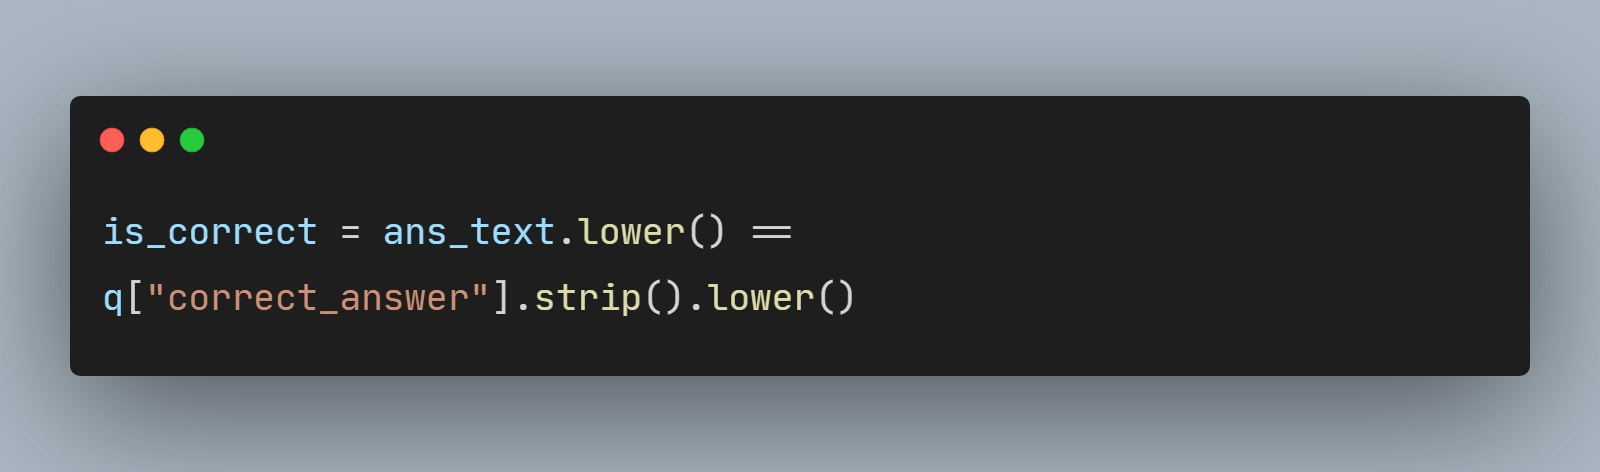 is_correct = ans_text.lower() ==
q["correct_answer"].strip().lower()